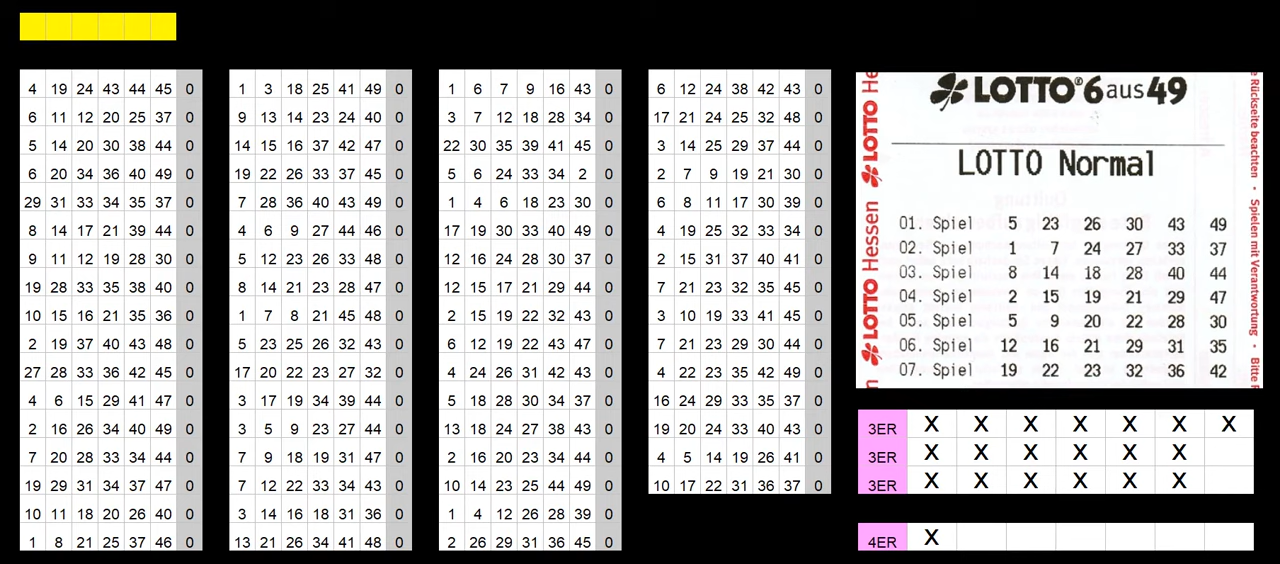 4 19 24 43 44 45 0
6 11 12 20 25 37 0
5 14 20 30 38 44 0
6 20 34 36 40 49 0
29 31 33 34 35 37 0
8 14 17 21 39 44 0
9 11 12 19 28 30 0
19 28 33 35 38 40 0
10 15 16 21 35 36 0
2 19 37 40 43 48 0
27 28 33 36 42 45 0
4 6 15 29 41 47 0
2 16 26 34 40 49 0
7 20 28 33 34 44 0
19 29 31 34 37 47 0
10 11 18 20 26 40 0
1 8 21 25 37 46 0
1 3 18 25 41 49 0
9 13 14 23 24 40 0
14 15 16 37 42 47 0
19 22 26 33 37 45 0
7 28 36 40 43 49 0
4 6 9 27 44 46 0
5 12 23 26 33 48 0
8 14 21 23 28 47 0
1 7 8 21 45 48 0
5 23 25 26 32 43 0
17 20 22 23 27 32 0
3 17 19 34 39 44 0
3 5 9 23 27 44 0
7 9 18 19 31 47 0
7 12 22 33 34 43 0
3 14 16 18 31 36 0
13 21 26 34 41 48 0
1 6 7 9 16 43 0
3 7 12 18 28 34 0
22 30 35 39 41 45 0
5 6 24 33 34 2 0
1 4 6 18 23 30 0
17 19 30 33 40 49 0
12 16 24 28 30 37 0
12 15 17 21 29 44 0
2 15 19 22 32 43 0
6 12 19 22 43 47 0
4 24 26 31 42 43 0
5 18 28 30 34 37 0
13 18 24 27 38 43 0
2 16 20 23 34 44 0
10 14 23 25 44 49 0
1 4 12 26 28 39 0
2 26 29 31 36 45 0
6 12 24 38 42 43 0
17 21 24 25 32 48 0
3 14 25 29 37 44 0
2 7 9 19 21 30 0
6 8 11 17 30 39 0
4 19 25 32 33 34 0
2 15 31 37 40 41 0
7 21 23 32 35 45 0
3 10 19 33 41 45 0
7 21 23 29 30 44 0
4 22 23 35 42 49 0
16 24 29 33 35 37 0
19 20 24 33 40 43 0
4 5 14 19 26 41 0
10 17 22 31 36 37 0
LOTTO He
LOTTO Hessen
LOTTO®6aus49
LOTTO Normal
01. Spiel 5 23 26 30 43 49
02. Spiel 1 7 24 27 33 37
03. Spiel 8 14 18 28 40 44
04. Spiel 2 15 19 21 29 47
05. Spiel 5 9 20 22 28 30
06. Spiel 12 16 21 29 31 35
07. Spiel 19 22 23 32 36 42
e Rückseite beachten • Spielen mit Verantwortung • Bitte
3ER X X X X X X X
3ER X X X X X X
3ER X X X X X X
4ER X